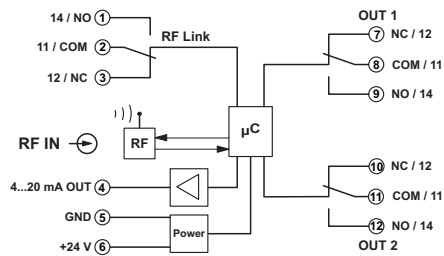 14 / NO 1
11 / COM 2
12 / NC 3
RF Link
RF IN
RF
µC
4...20 mA OUT 4
GND 5
+24 V 6
Power
OUT 1
7 NC / 12
8 COM / 11
9 NO / 14
10 NC / 12
11 COM / 11
12 NO / 14
OUT 2